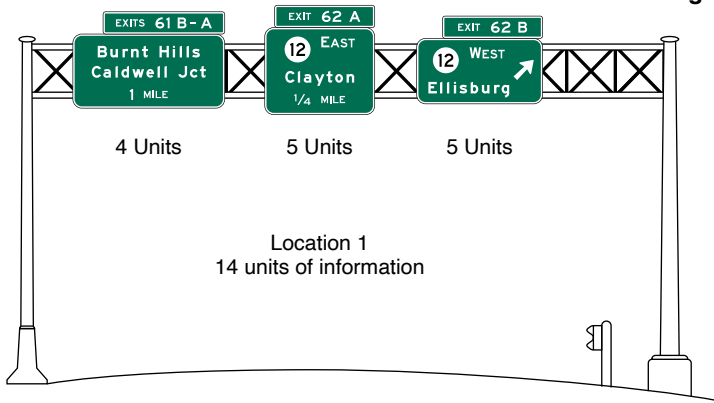 EXITS 61 B-A
Burnt Hills
Caldwell Jct
1 MILE
EXIT 62 A
12 EAST
Clayton
1/4 MILE
EXIT 62 B
12 WEST
Ellisburg
4 Units
5 Units
5 Units
Location 1
14 units of information